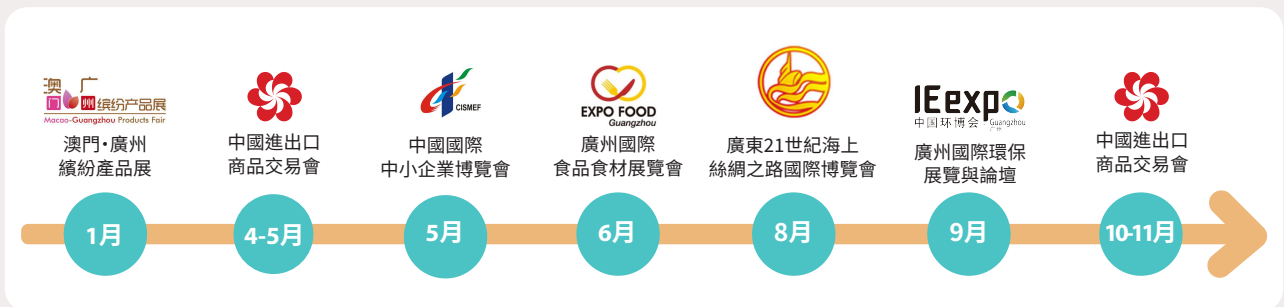 澳 广
门 州 缤纷产品展
Macao-Guangzhou Products Fair
澳門•廣州
繽紛產品展
1月
中國進出口
商品交易會
4-5月
CISMEF
中國國際
中小企業博覽會
5月
EXPO FOOD
Guangzhou
廣州國際
食品食材展覽會
6月
廣東21世紀海上
絲綢之路國際博覽會
8月
IEexpo
中国环博会
Guangzhou
广州
廣州國際環保
展覽與論壇
9月
中國進出口
商品交易會
10-11月